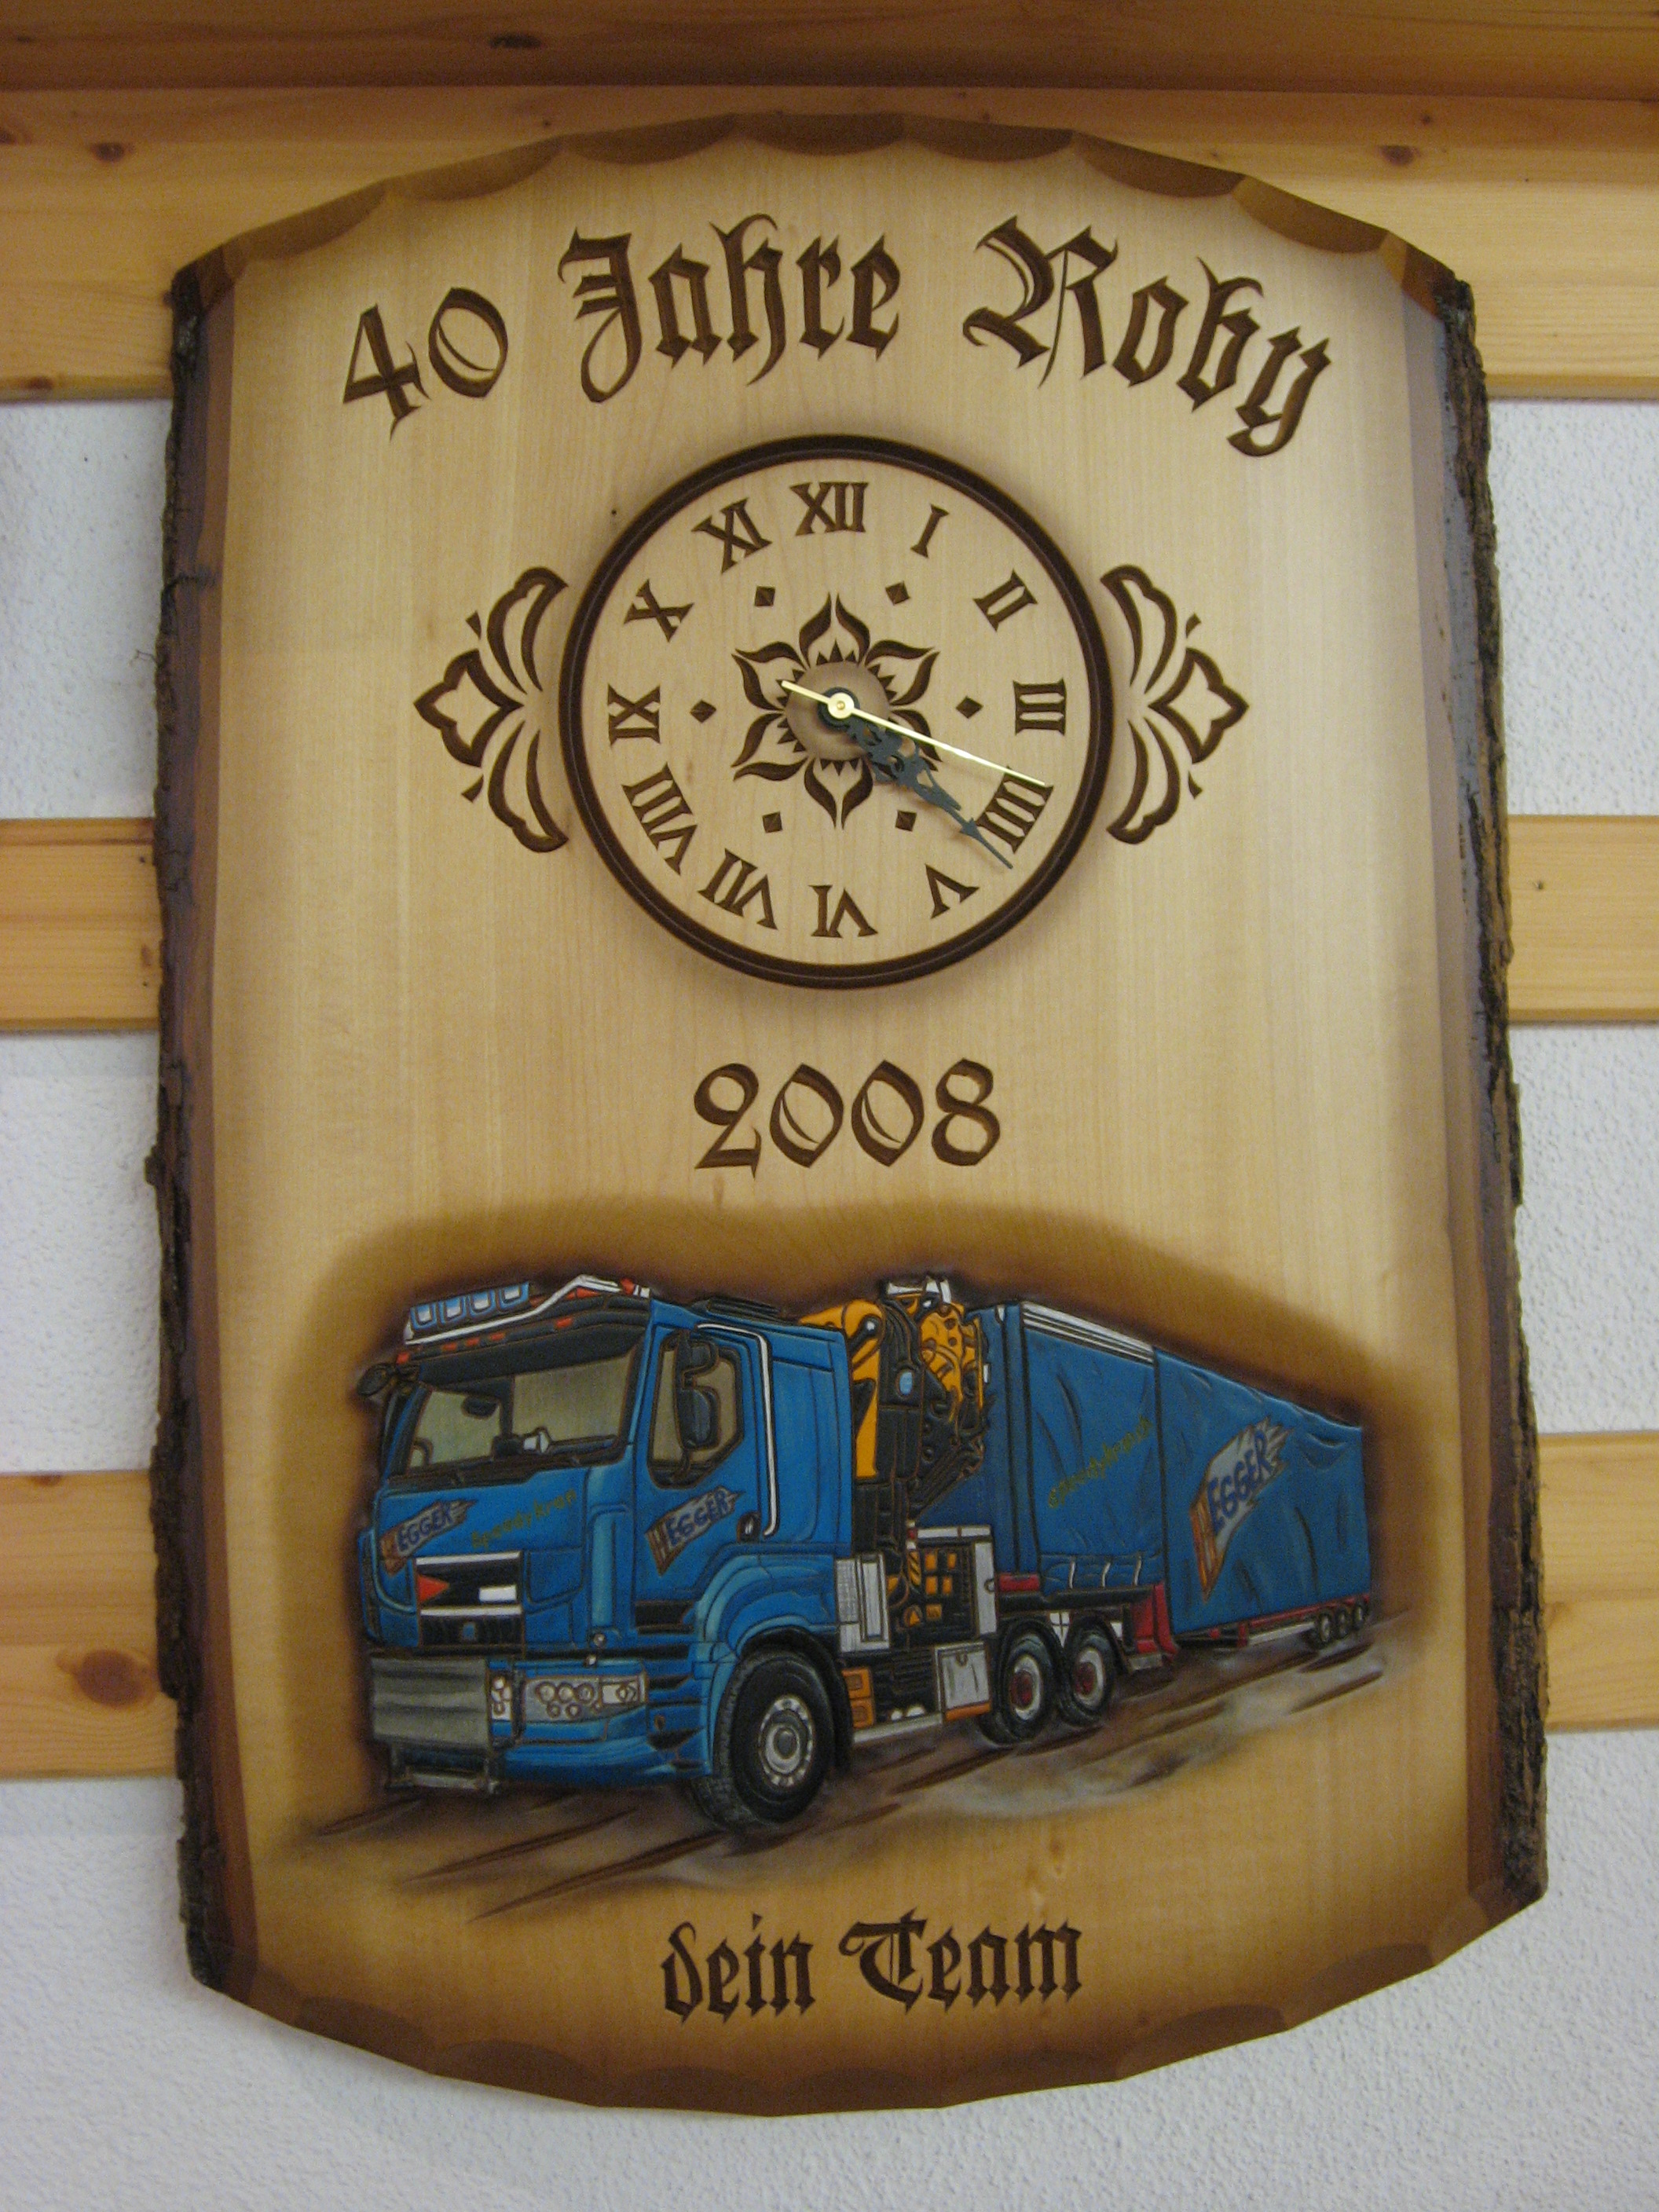 40 Jahre Roby
XII
I
II
III
IIII
V
VI
VII
VIII
IX
X
XI
2008
EGGER
EGGER
EGGER
dein Team